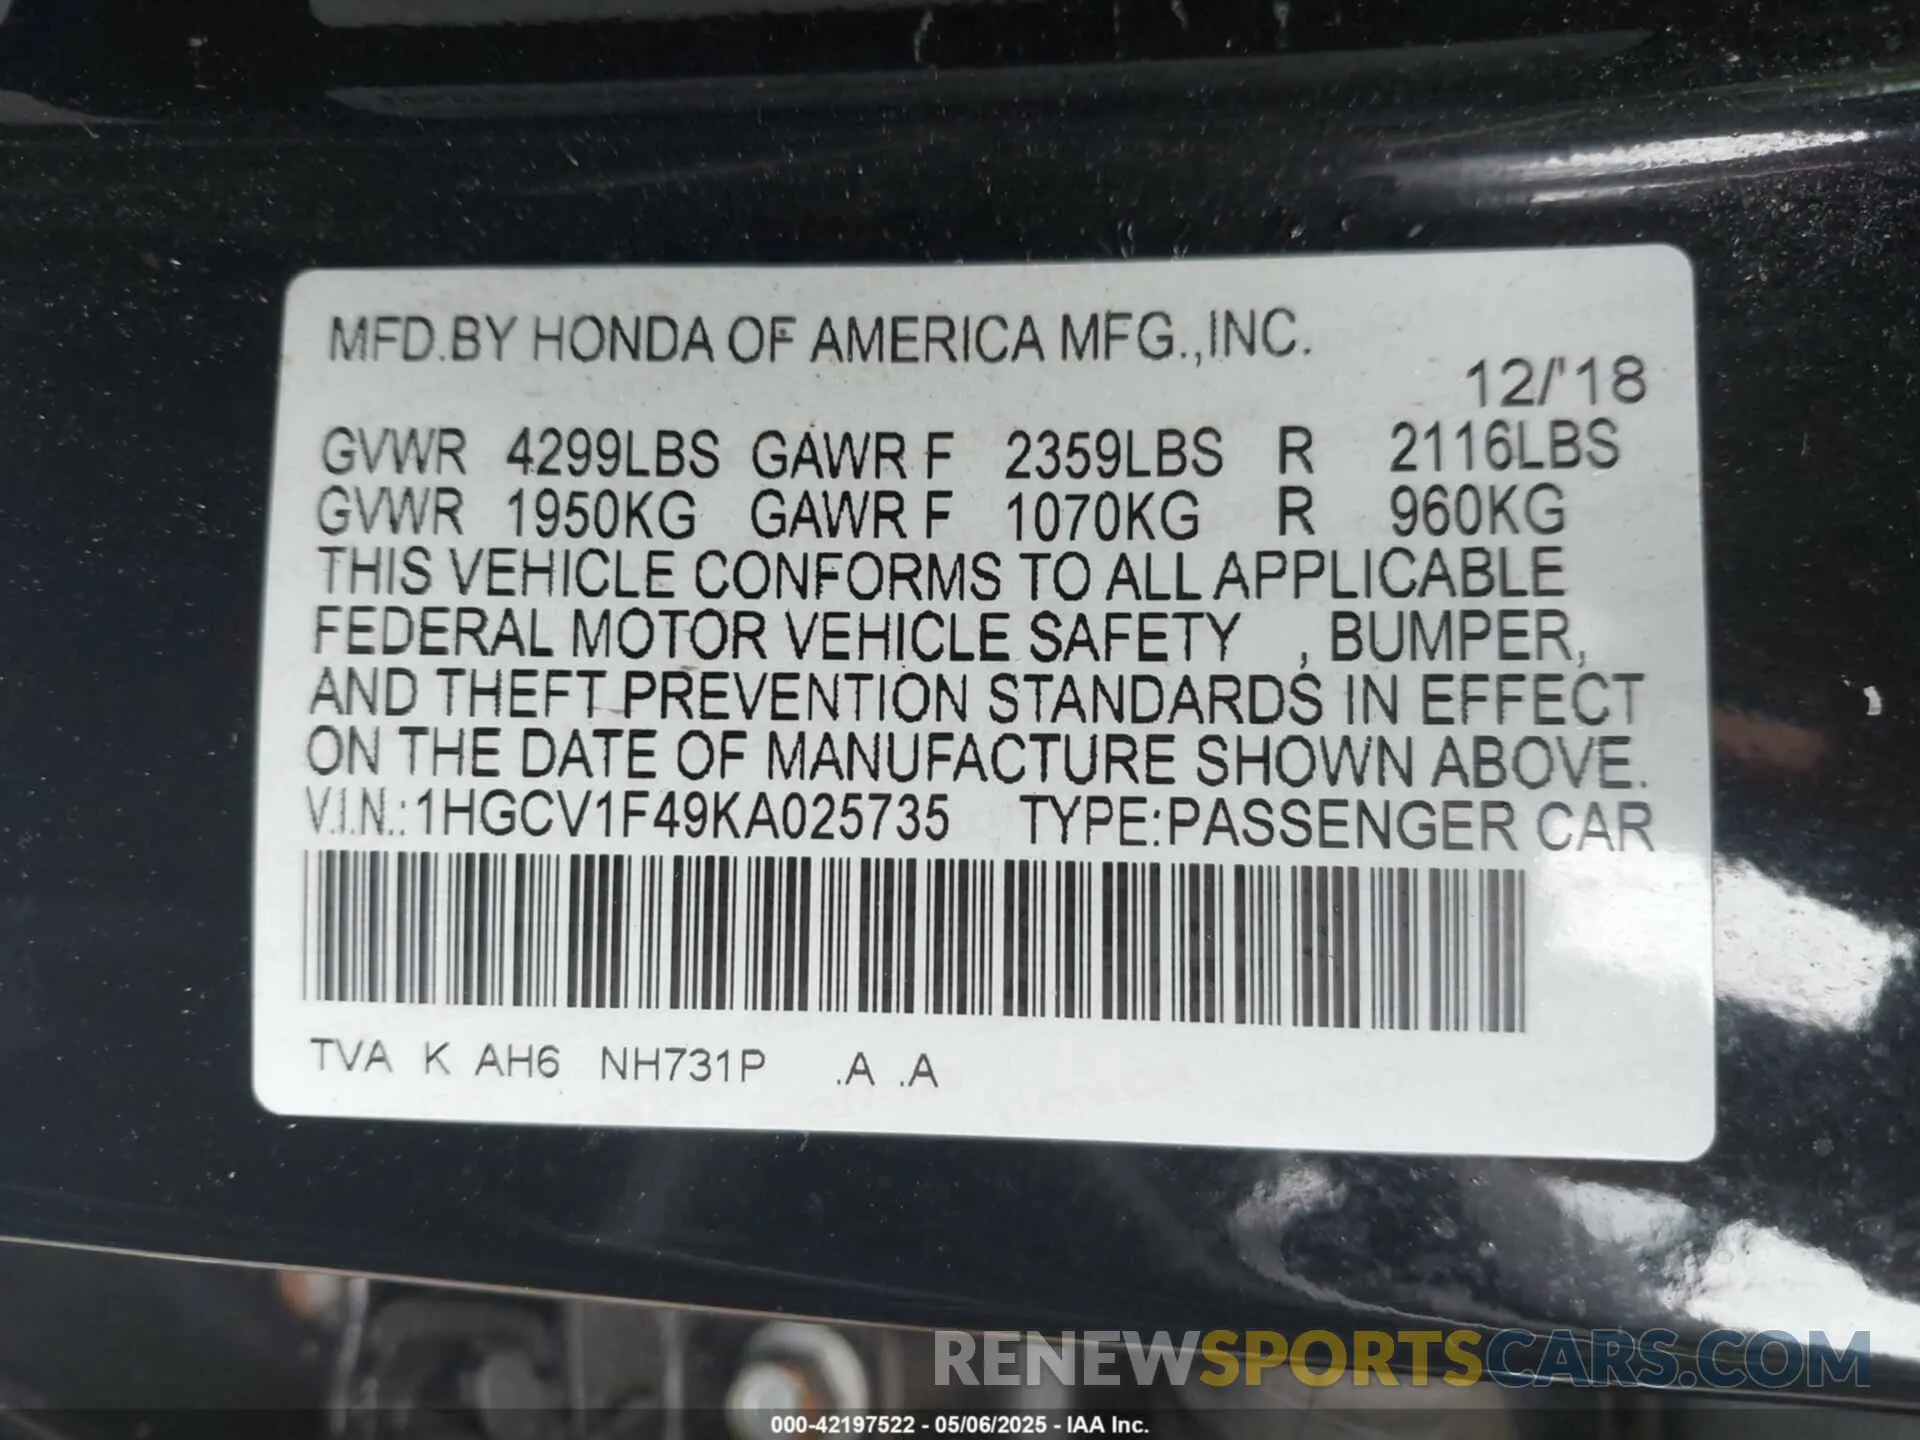 MFD.BY HONDA OF AMERICA MFG.,INC.
12/'18
GVWR 4299LBS GAWR F 2359LBS R 2116LBS
GVWR 1950KG GAWR F 1070KG R 960KG
THIS VEHICLE CONFORMS TO ALL APPLICABLE
FEDERAL MOTOR VEHICLE SAFETY , BUMPER,
AND THEFT PREVENTION STANDARDS IN EFFECT
ON THE DATE OF MANUFACTURE SHOWN ABOVE.
V.I.N.:1HGCV1F49KA025735 TYPE:PASSENGER CAR
TVA K AH6 NH731P .A .A
RENEWSPORTSCARS.COM
000-42197522 - 05/06/2025 - IAA Inc.